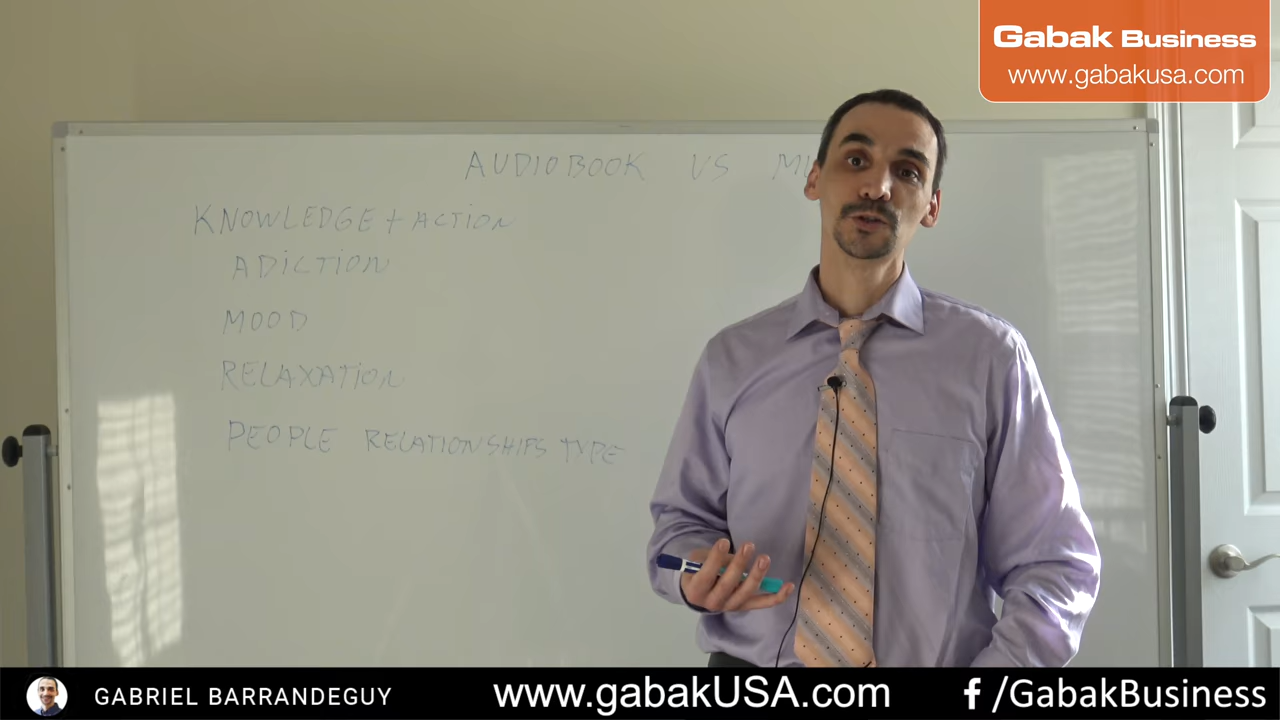 Gabak Business
www.gabakusa.com
AUDIOBOOK VS
KNOWLEDGE + ACTION
ADICTION
MOOD
RELAXATION
PEOPLE RELATIONSHIPS TYPE
GABRIEL BARRANDEGUY
www.gabakUSA.com
f /GabakBusiness